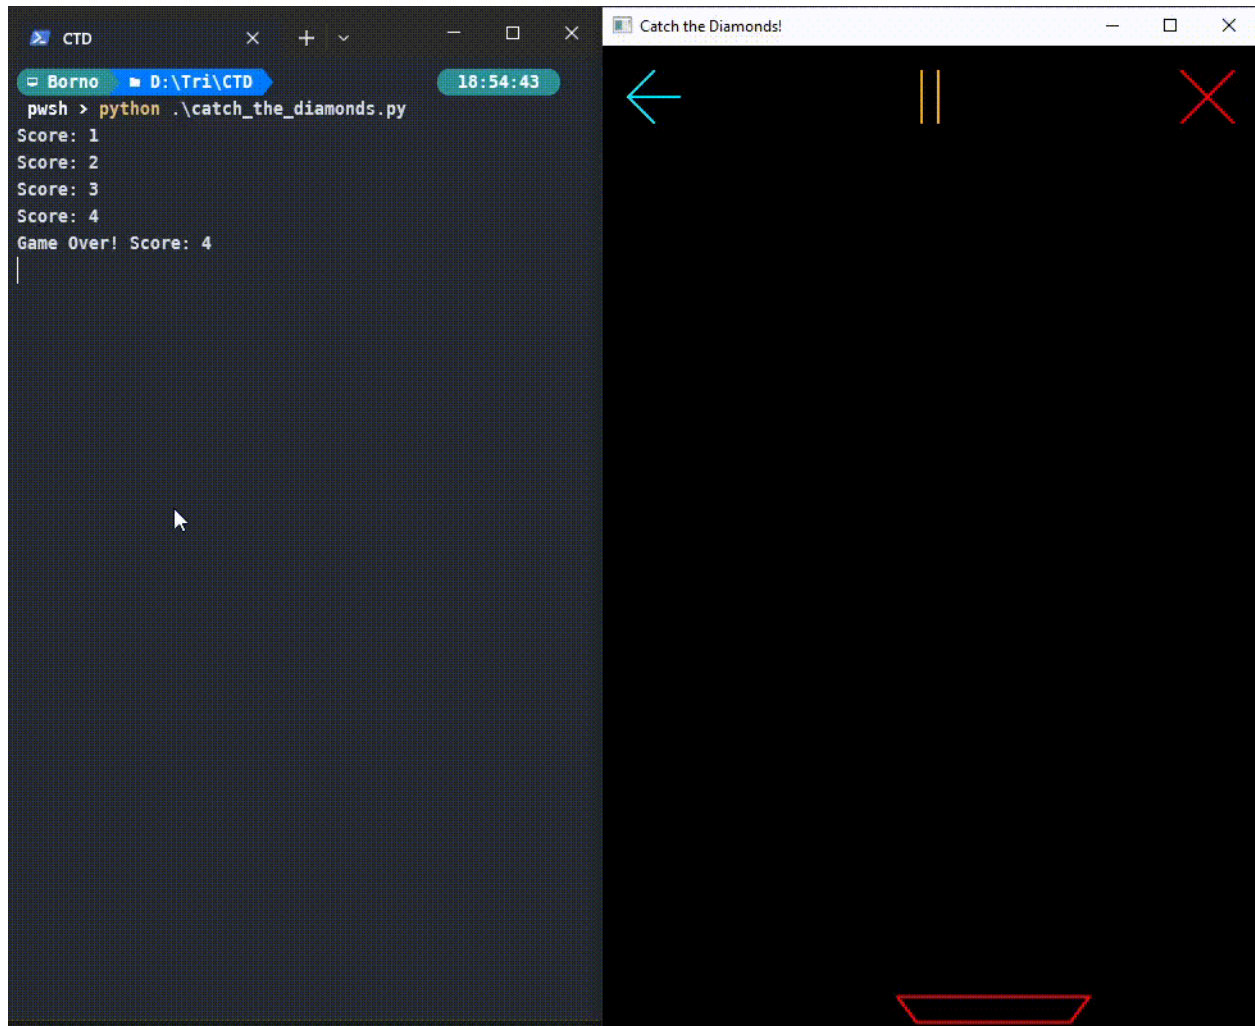 CTD
Borno D:\Tri\CTD 18:54:43
pwsh > python .\catch_the_diamonds.py
Score: 1
Score: 2
Score: 3
Score: 4
Game Over! Score: 4
Catch the Diamonds!